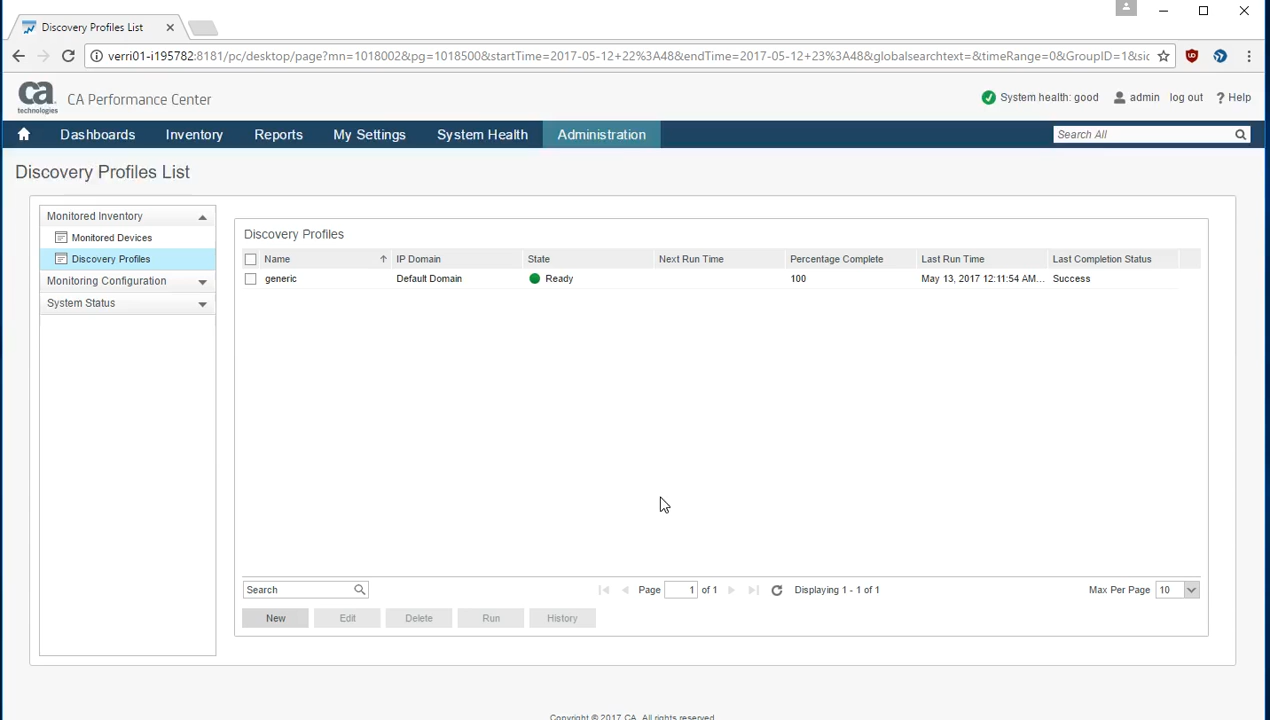 Discovery Profiles List
verri01-i195782:8181/pc/desktop/page?mn=1018002&pg=1018500&startTime=2017-05-12+22%3A48&endTime=2017-05-12+23%3A48&globalsearchtext=&timeRange=0&GroupID=1&sic
ca technologies CA Performance Center
System health: good admin log out ? Help
Dashboards Inventory Reports My Settings System Health Administration Search All
Discovery Profiles List
Monitored Inventory
Monitored Devices
Discovery Profiles
Monitoring Configuration
System Status
Discovery Profiles
Name IP Domain State Next Run Time Percentage Complete Last Run Time Last Completion Status
generic Default Domain Ready 100 May 13, 2017 12:11:54 AM... Success
Search Page 1 of 1 Displaying 1 - 1 of 1 Max Per Page 10
New Edit Delete Run History
Copyright © 2017 CA. All rights reserved.